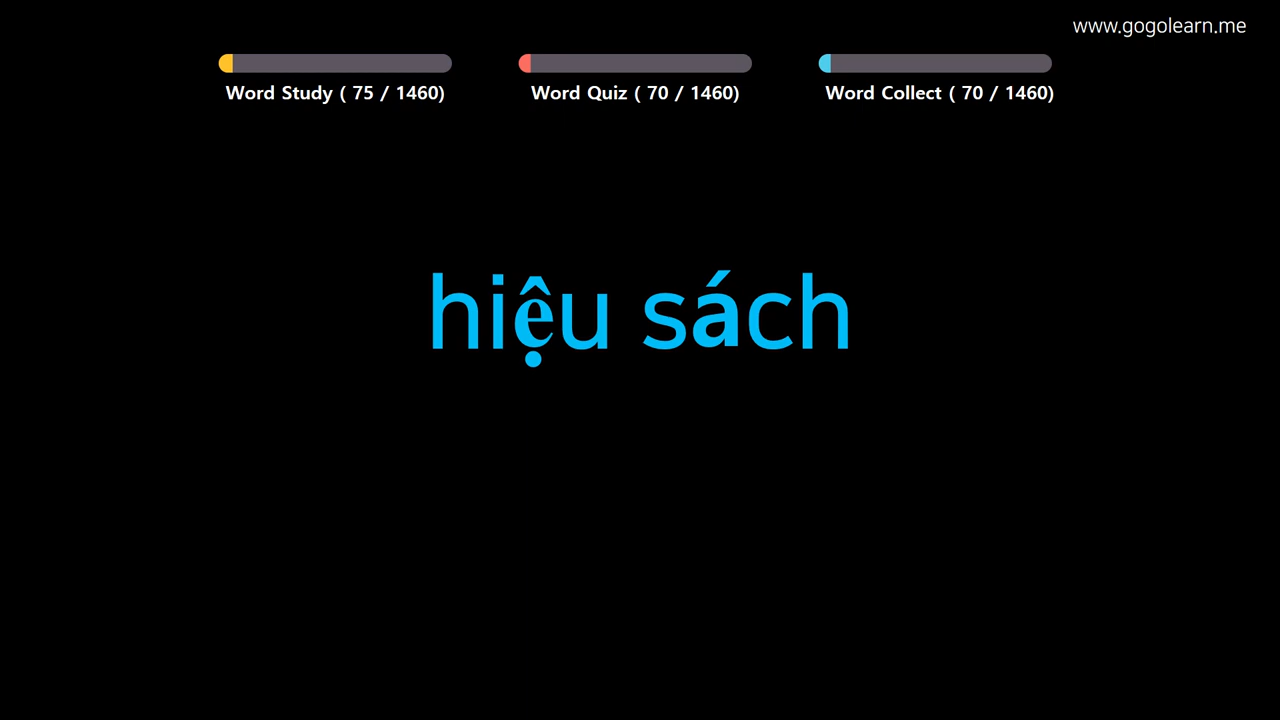 www.gogolearn.me
Word Study ( 75 / 1460)
Word Quiz ( 70 / 1460)
Word Collect ( 70 / 1460)
hiệu sách